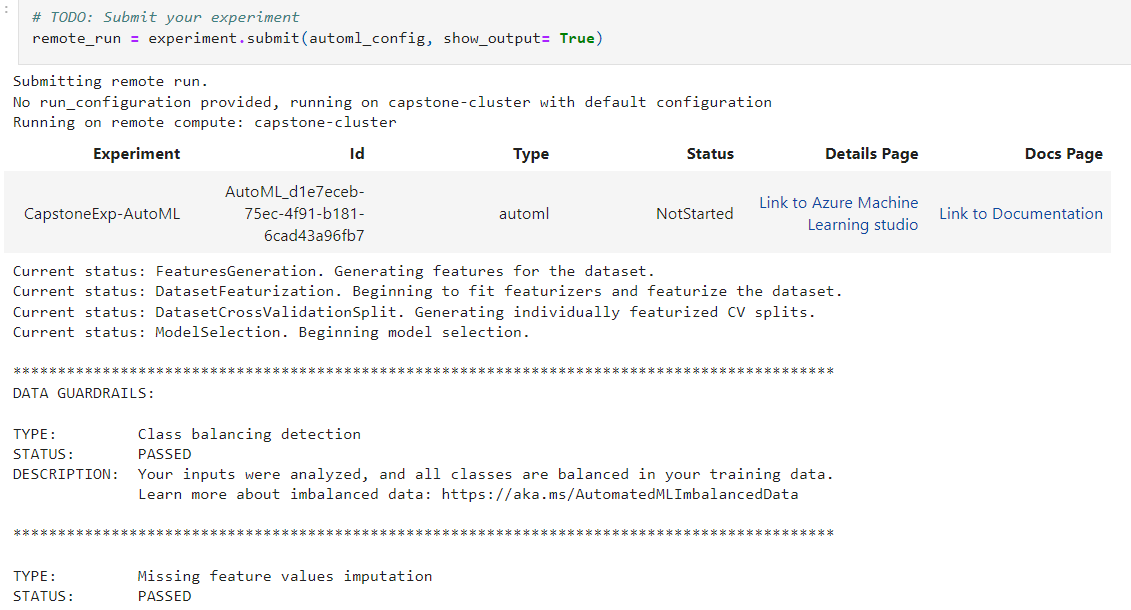 :
# TODO: Submit your experiment
remote_run = experiment.submit(automl_config, show_output= True)
Submitting remote run.
No run_configuration provided, running on capstone-cluster with default configuration
Running on remote compute: capstone-cluster
Experiment Id Type Status Details Page Docs Page
CapstoneExp-AutoML AutoML_d1e7eceb-75ec-4f91-b181-6cad43a96fb7 automl NotStarted Link to Azure Machine Learning studio Link to Documentation
Current status: FeaturesGeneration. Generating features for the dataset.
Current status: DatasetFeaturization. Beginning to fit featurizers and featurize the dataset.
Current status: DatasetCrossValidationSplit. Generating individually featurized CV splits.
Current status: ModelSelection. Beginning model selection.
********************************************************************************************
DATA GUARDRAILS:
TYPE: Class balancing detection
STATUS: PASSED
DESCRIPTION: Your inputs were analyzed, and all classes are balanced in your training data.
Learn more about imbalanced data: https://aka.ms/AutomatedMLImbalancedData
********************************************************************************************
TYPE: Missing feature values imputation
STATUS: PASSED